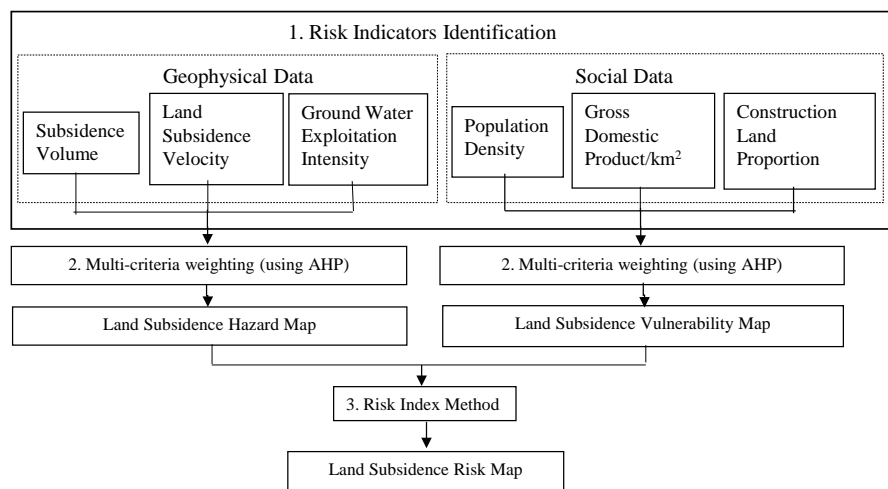 1. Risk Indicators Identification
Geophysical Data
Subsidence
Volume
Land
Subsidence
Velocity
Ground Water
Exploitation
Intensity
Social Data
Population
Density
Gross
Domestic
Product/km²
Construction
Land
Proportion
2. Multi-criteria weighting (using AHP)
2. Multi-criteria weighting (using AHP)
Land Subsidence Hazard Map
Land Subsidence Vulnerability Map
3. Risk Index Method
Land Subsidence Risk Map